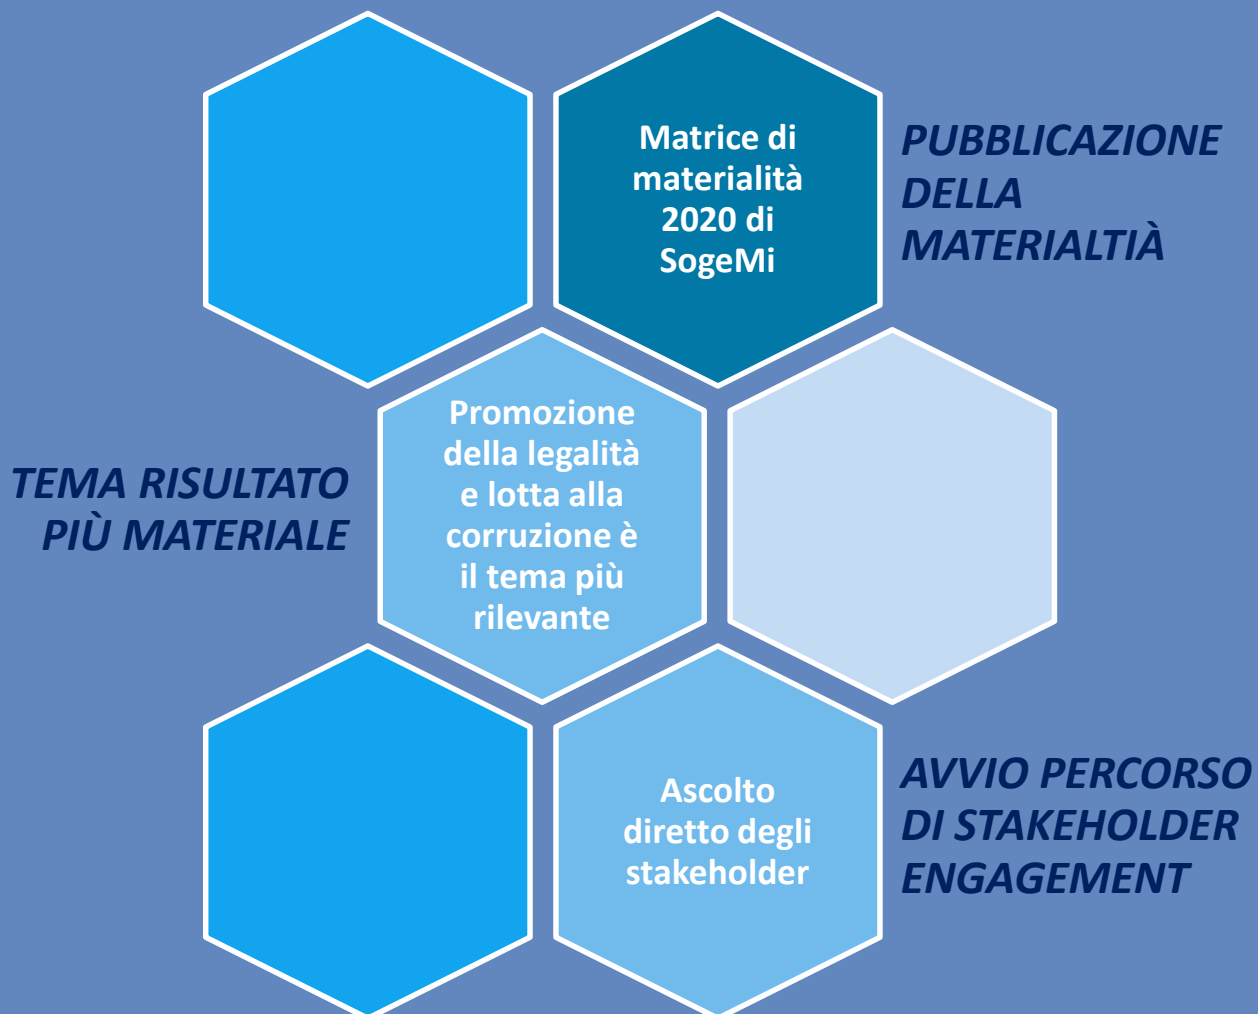 Matrice di
materialità
2020 di
SogeMi
PUBBLICAZIONE
DELLA
MATERIALTIÀ
TEMA RISULTATO
PIÙ MATERIALE
Promozione
della legalità
e lotta alla
corruzione è
il tema più
rilevante
Ascolto
diretto degli
stakeholder
AVVIO PERCORSO
DI STAKEHOLDER
ENGAGEMENT